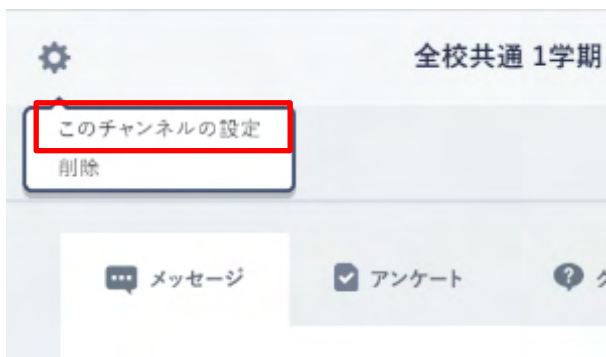 全校共通 1学期
このチャンネルの設定
削除
メッセージ
アンケート